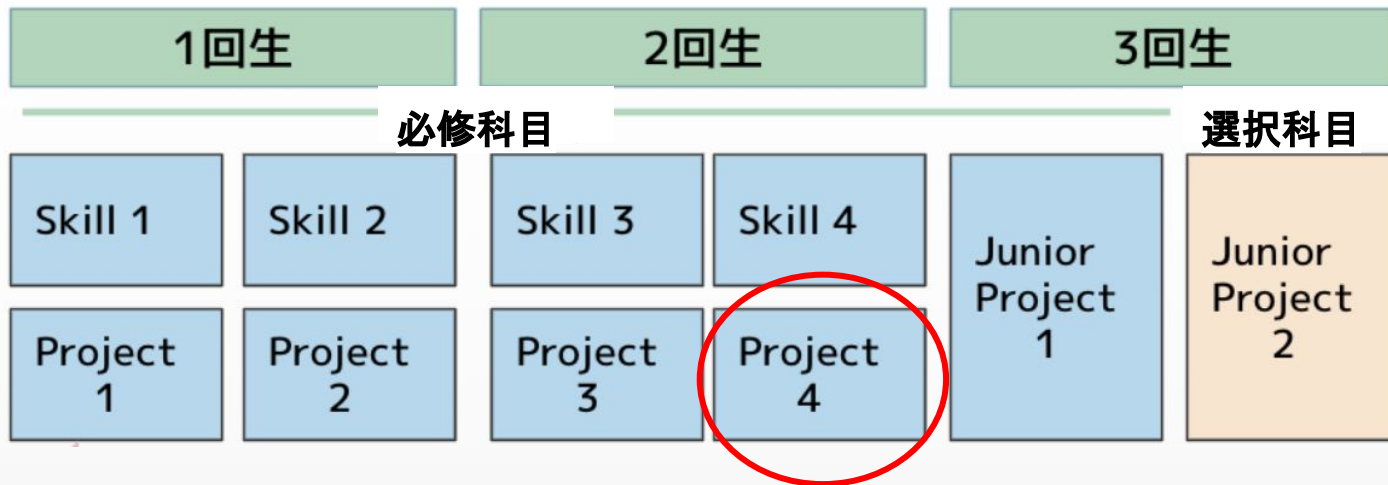 1回生
2回生
3回生
必修科目
選択科目
Skill 1
Skill 2
Skill 3
Skill 4
Project
1
Project
2
Project
3
Project
4
Junior
Project
1
Junior
Project
2